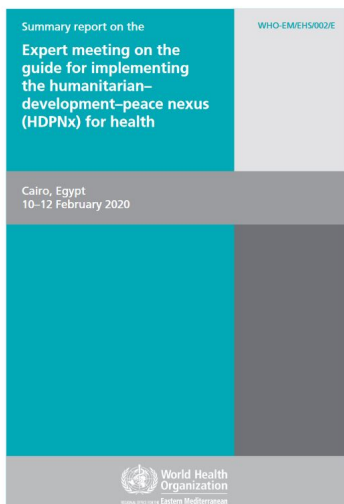 Summary report on the
WHO-EM/EHS/002/E
Expert meeting on the
guide for implementing
the humanitarian–
development–peace nexus
(HDPNx) for health
Cairo, Egypt
10–12 February 2020
World Health
Organization
Eastern Mediterranean